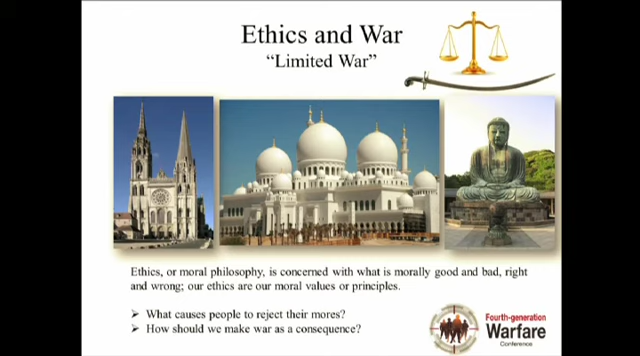 Ethics and War
“Limited War”
Ethics, or moral philosophy, is concerned with what is morally good and bad, right
and wrong; our ethics are our moral values or principles.
What causes people to reject their mores?
How should we make war as a consequence?
Fourth-generation
Warfare
Conference